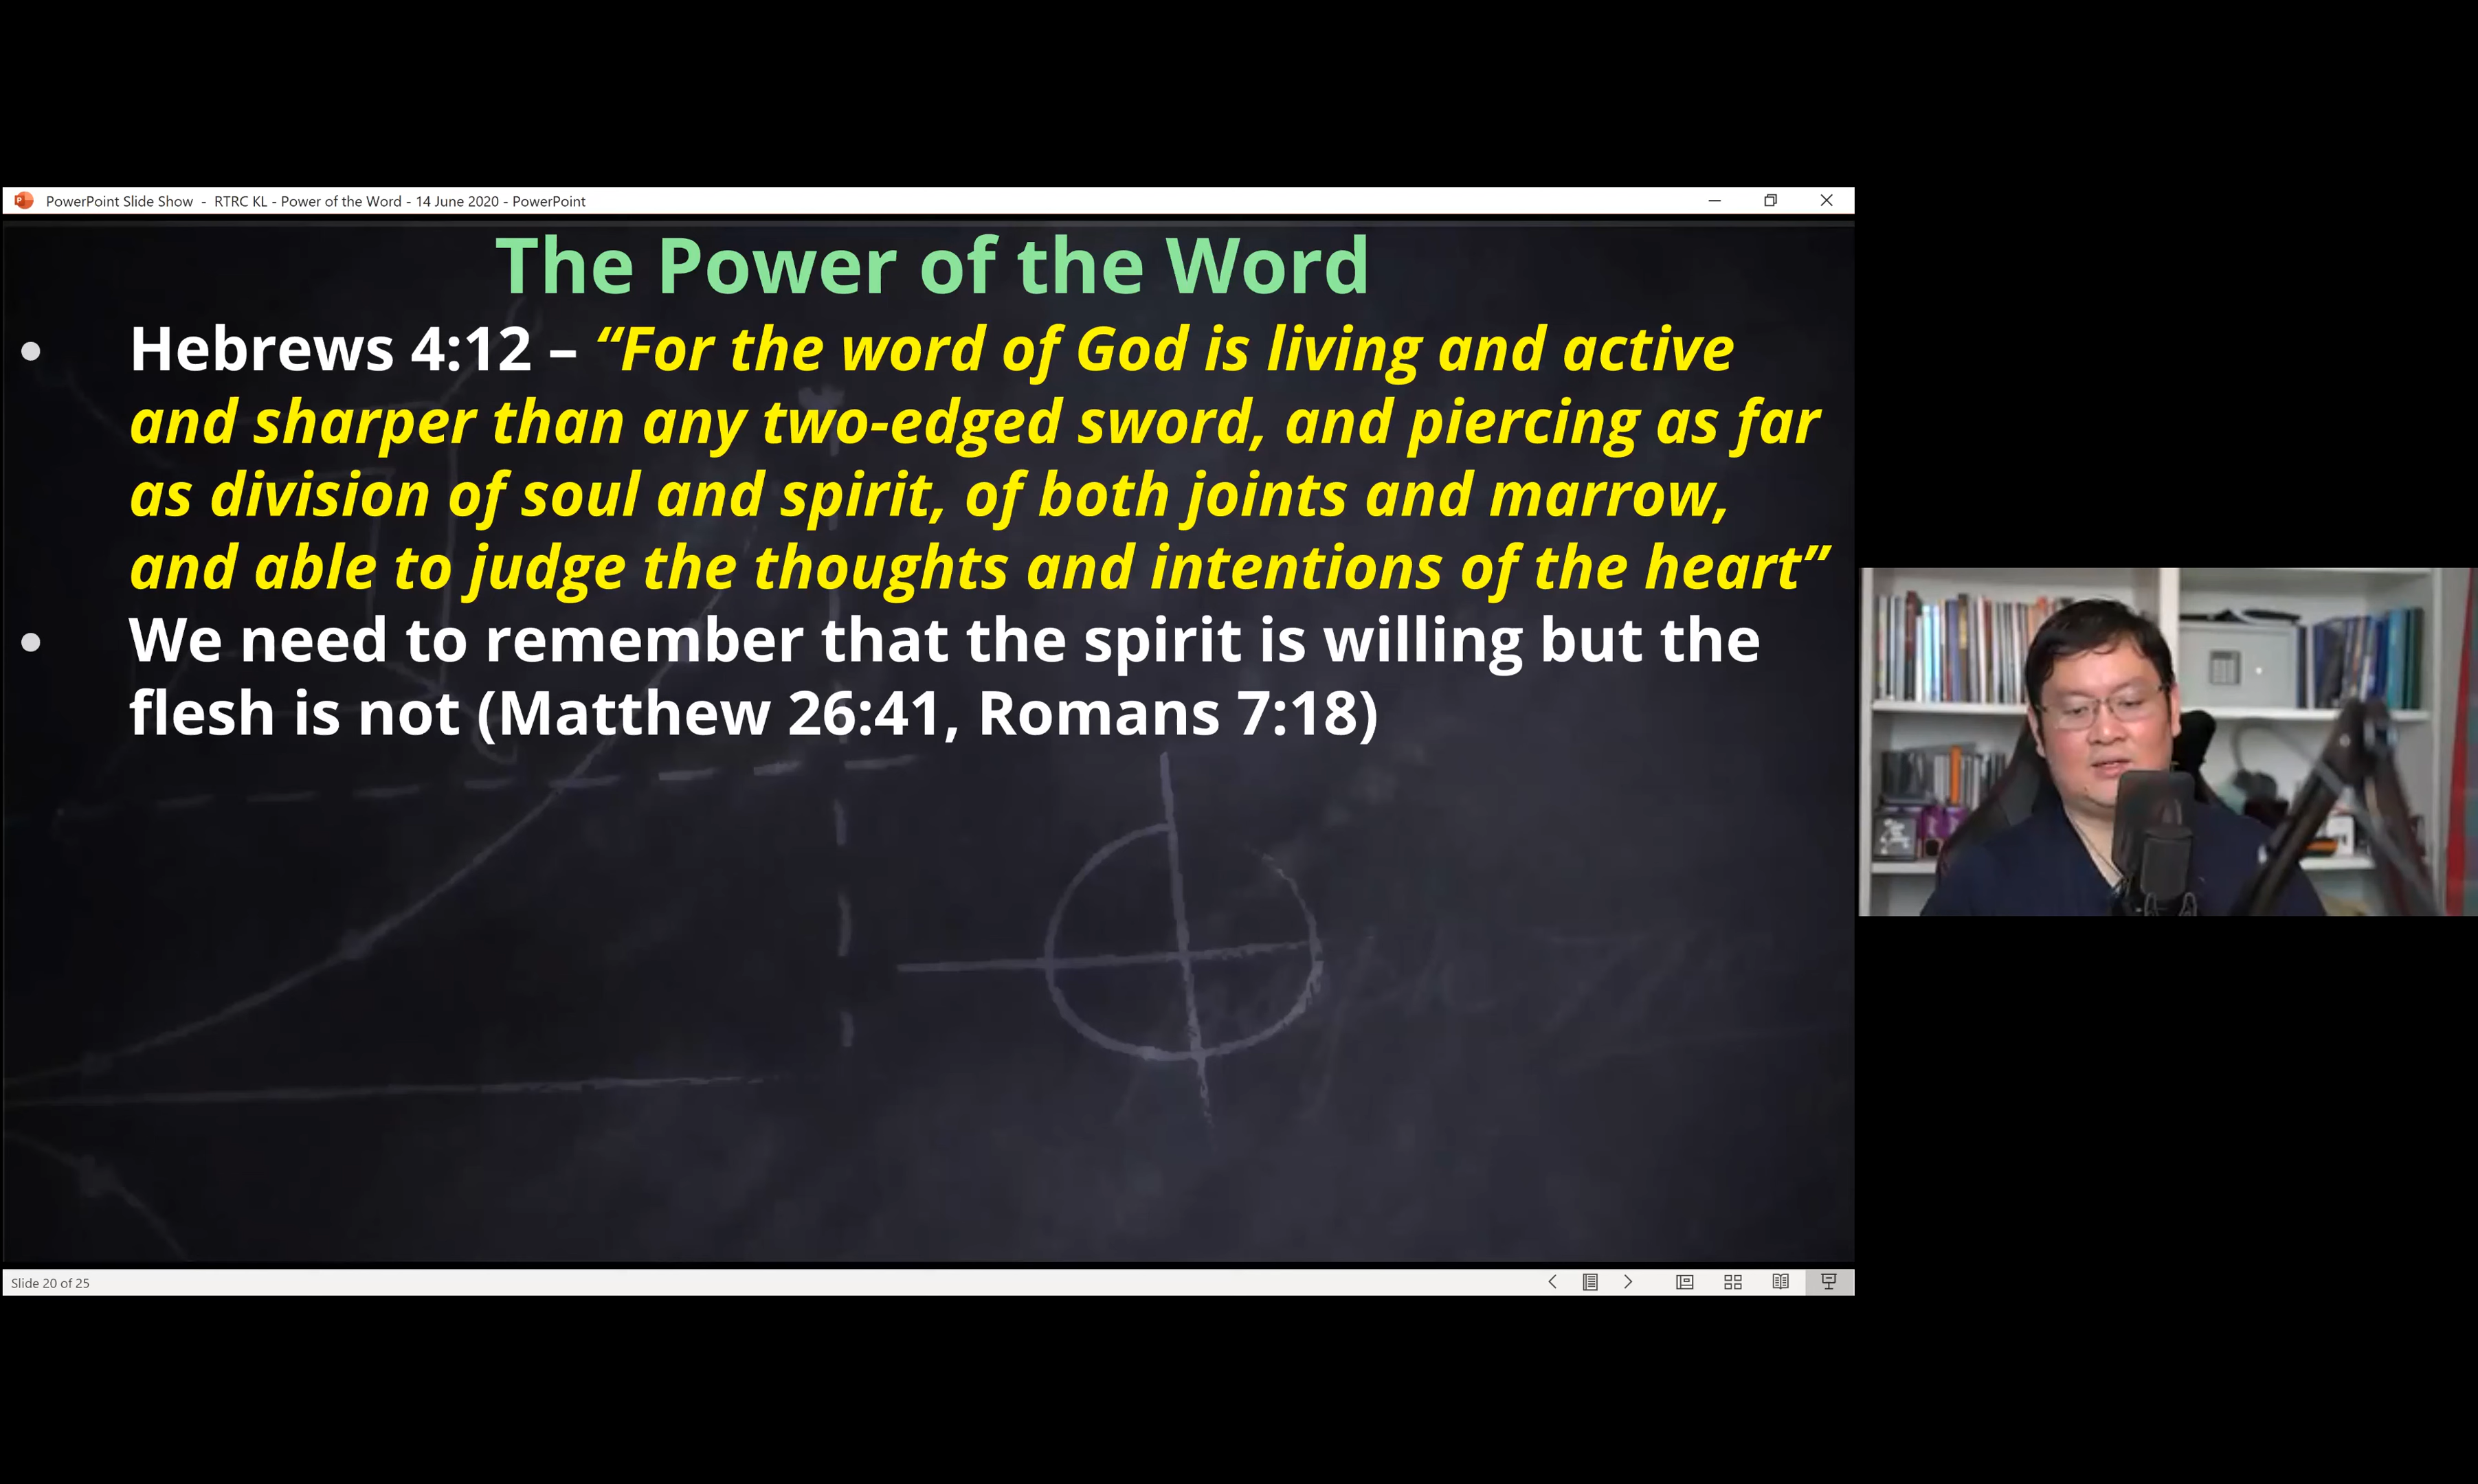 PowerPoint Slide Show - RTRC KL - Power of the Word - 14 June 2020 - PowerPoint
The Power of the Word
• Hebrews 4:12 – “For the word of God is living and active
and sharper than any two-edged sword, and piercing as far
as division of soul and spirit, of both joints and marrow,
and able to judge the thoughts and intentions of the heart”
• We need to remember that the spirit is willing but the
flesh is not (Matthew 26:41, Romans 7:18)
Slide 20 of 25